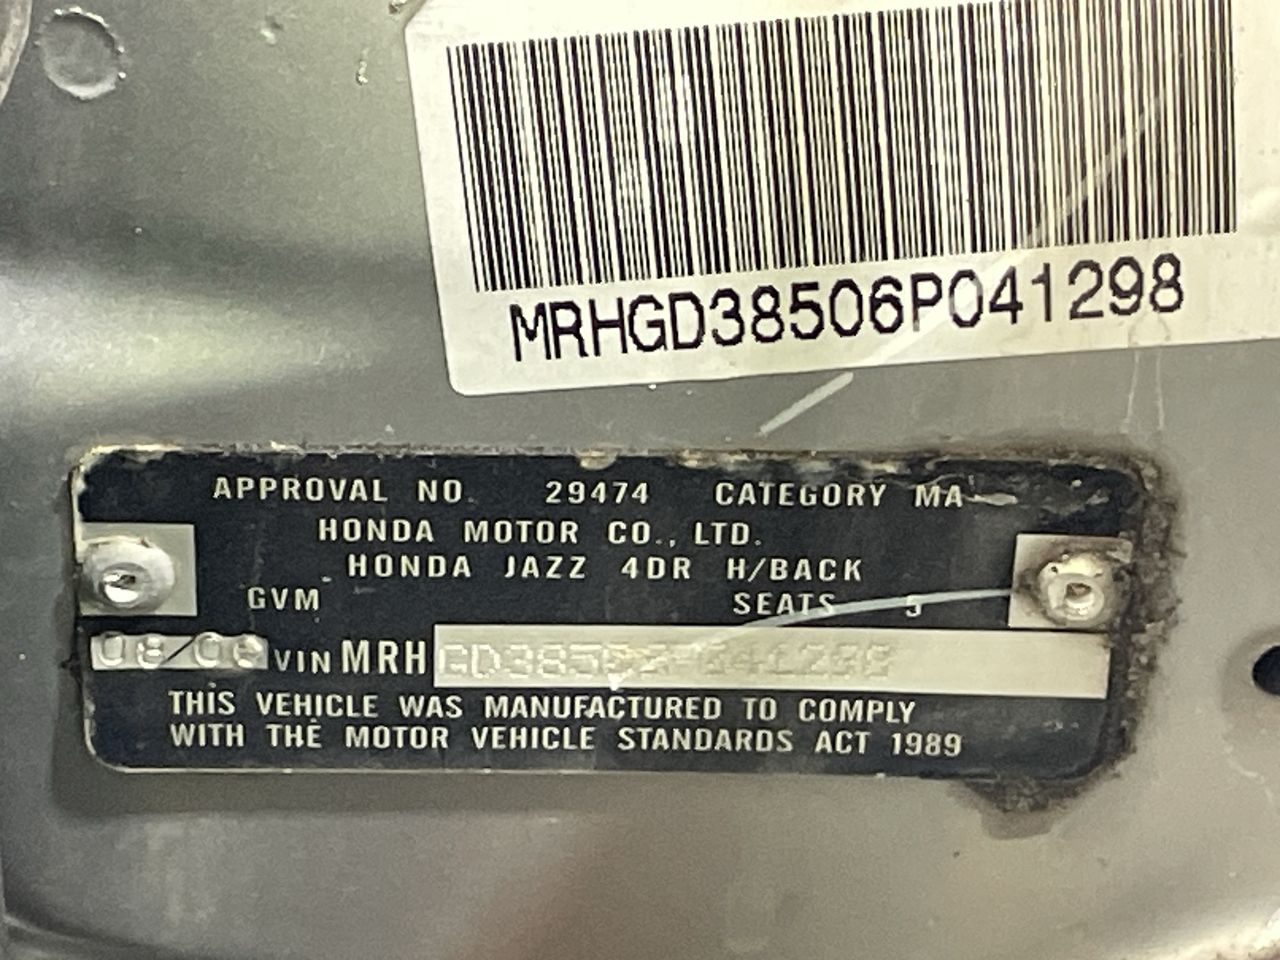 MRHGD38506P041298
APPROVAL NO. 29474 CATEGORY MA
HONDA MOTOR CO., LTD.
HONDA JAZZ 4DR H/BACK
GVM SEATS 5
VIN MRH
THIS VEHICLE WAS MANUFACTURED TO COMPLY
WITH THE MOTOR VEHICLE STANDARDS ACT 1989